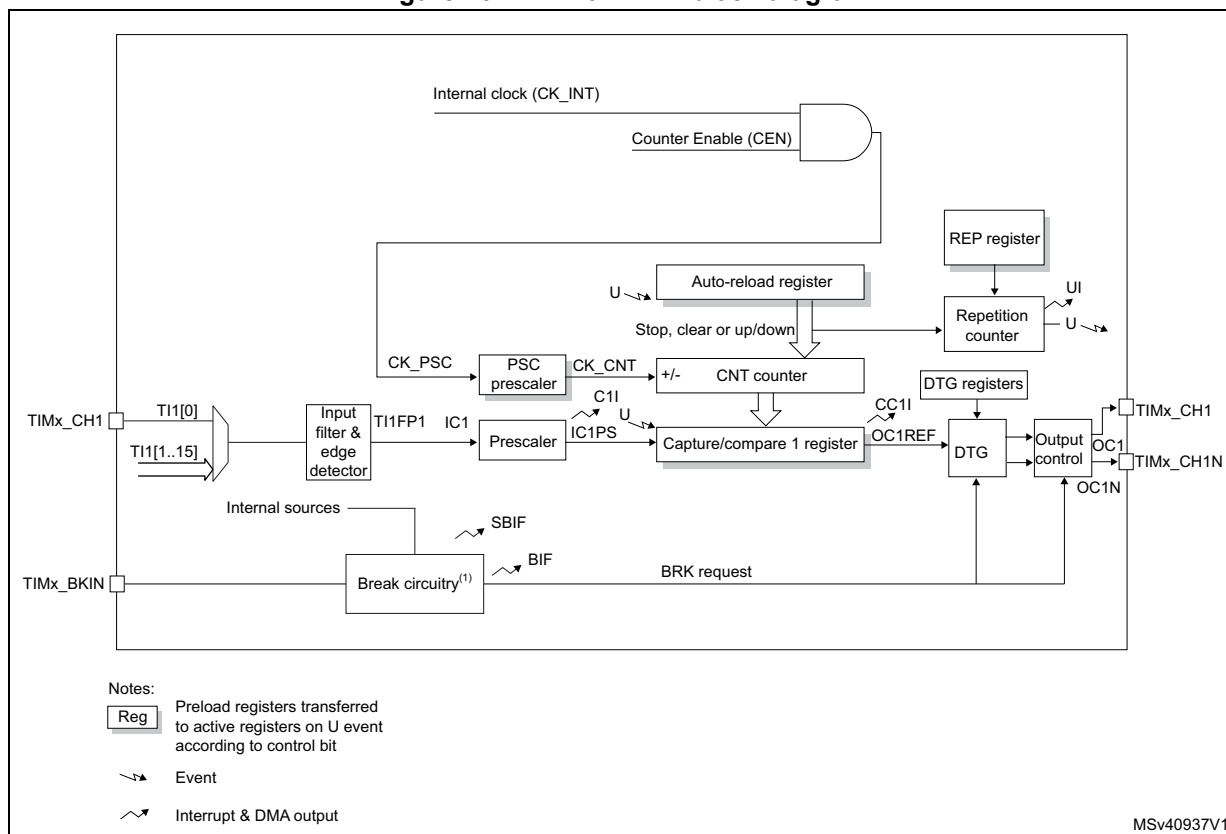 Internal clock (CK_INT)
Counter Enable (CEN)
REP register
Auto-reload register
U
UI
Stop, clear or up/down
Repetition
counter
U
CK_PSC
PSC
prescaler
CK_CNT
+/-
CNT counter
DTG registers
TIMx_CH1
TI1[0]
TI1[1..15]
Input
filter &
edge
detector
TI1FP1
IC1
Prescaler
C1I
IC1PS
U
Capture/compare 1 register
CC1I
OC1REF
DTG
Output
control
OC1
TIMx_CH1
TIMx_CH1N
OC1N
Internal sources
SBIF
BIF
TIMx_BKIN
Break circuitry(1)
BRK request
Notes:
Reg
Preload registers transferred
to active registers on U event
according to control bit
Event
Interrupt & DMA output
MSv40937V1